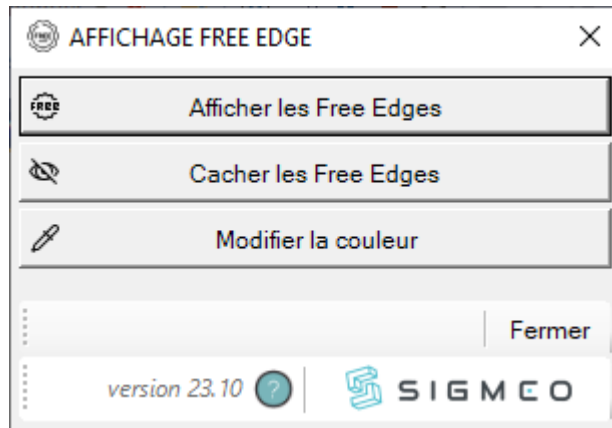 AFFICHAGE FREE EDGE
FREE Afficher les Free Edges
Cacher les Free Edges
Modifier la couleur
Fermer
version 23.10 ? SIGMEO